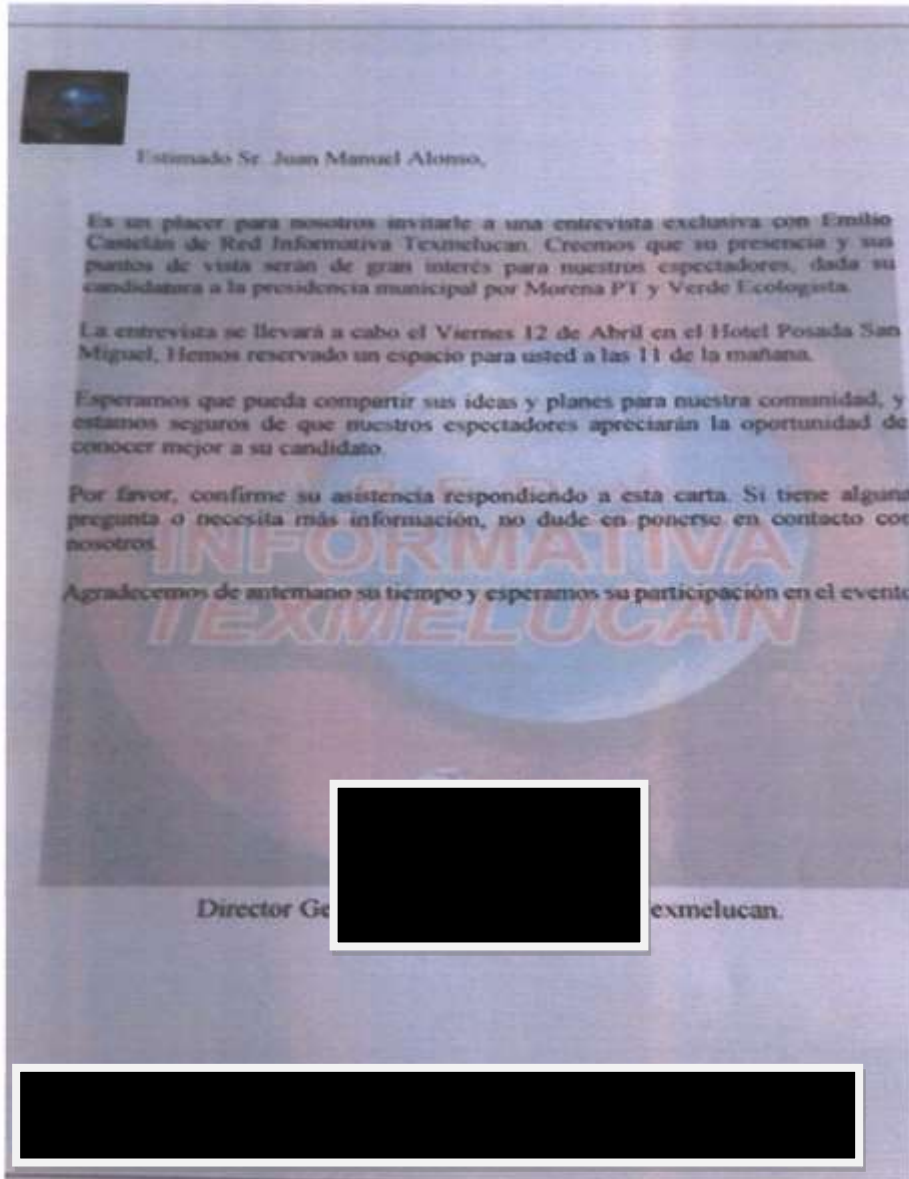 Estimado Sr. Juan Manuel Alonso,
Es un placer para nosotros invitarle a una entrevista exclusiva con Emilio
Castelán de Red Informativa Texmelucan. Creemos que su presencia y sus
puntos de vista serán de gran interés para nuestros espectadores, dada su
candidatura a la presidencia municipal por Morena PT y Verde Ecologista.
La entrevista se llevará a cabo el Viernes 12 de Abril en el Hotel Posada San
Miguel, Hemos reservado un espacio para usted a las 11 de la mañana.
Esperamos que pueda compartir sus ideas y planes para nuestra comunidad, y
estamos seguros de que nuestros espectadores apreciarán la oportunidad de
conocer mejor a su candidato.
Por favor, confirme su asistencia respondiendo a esta carta. Si tiene alguna
pregunta o necesita más información, no dude en ponerse en contacto con
nosotros.
Agradecemos de antemano su tiempo y esperamos su participación en el evento
RED
INFORMATIVA
TEXMELUCAN
Director Ge exmelucan.